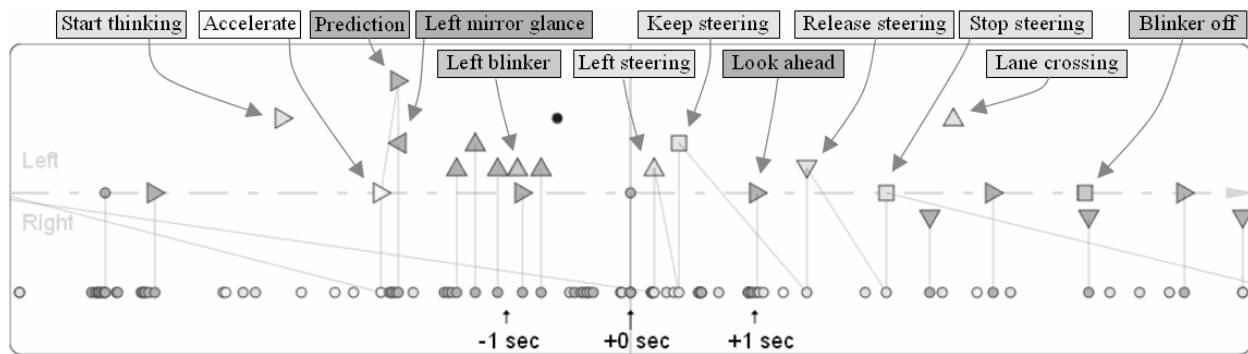 Start thinking
Accelerate
Prediction
Left mirror glance
Keep steering
Release steering
Stop steering
Blinker off
Left blinker
Left steering
Look ahead
Lane crossing
Left
Right
-1 sec
+0 sec
+1 sec